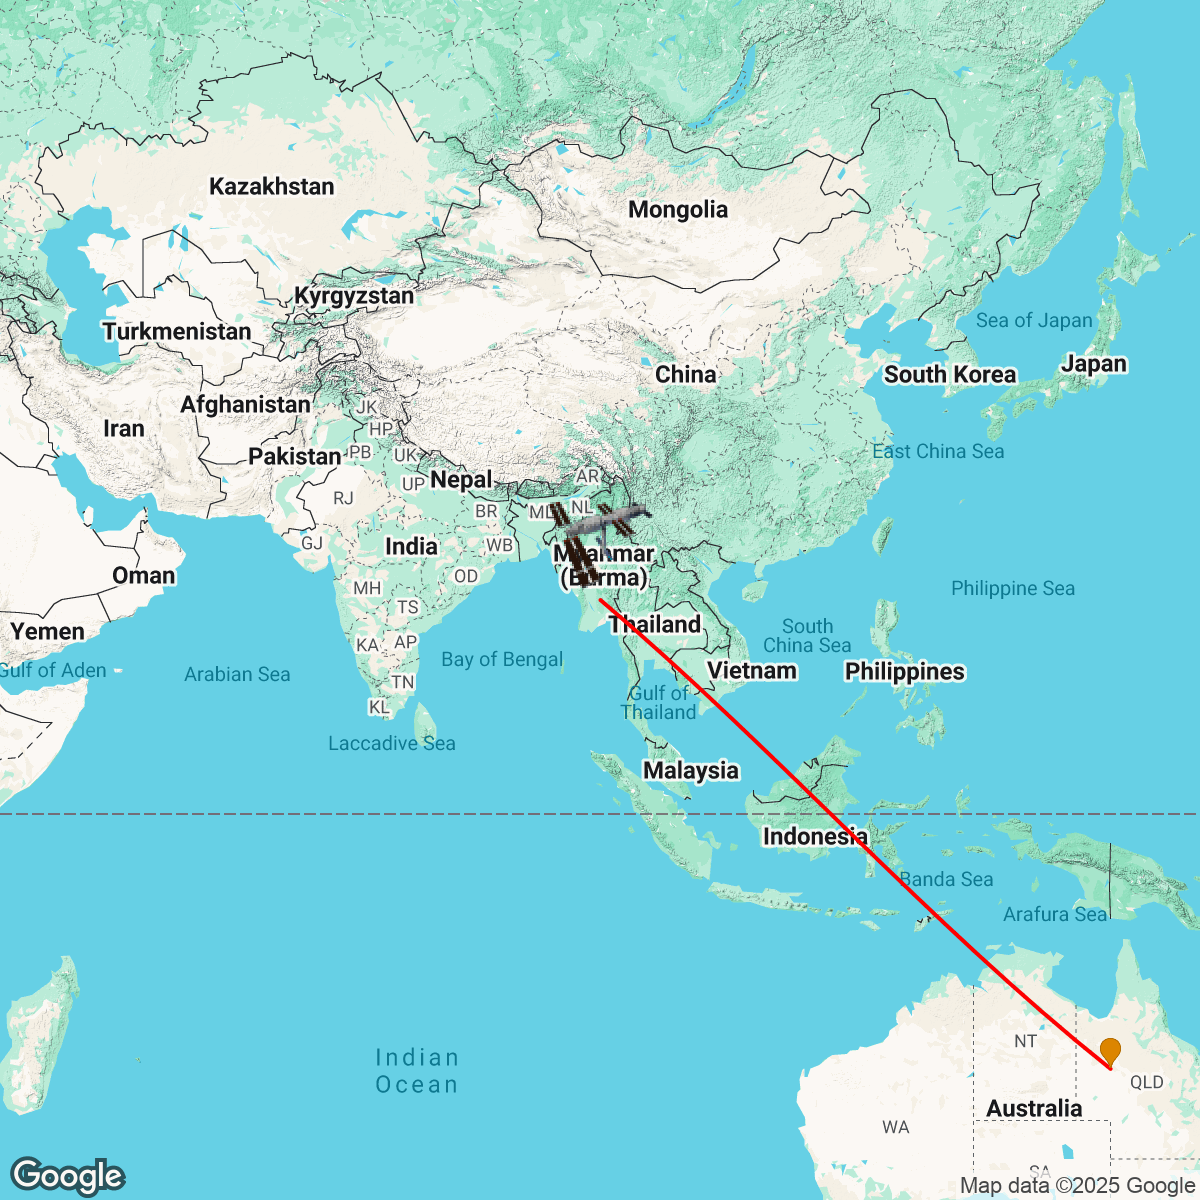 Kazakhstan
Mongolia
Kyrgyzstan
Sea of Japan
Turkmenistan
Japan
China
South Korea
Afghanistan
JK
Iran
HP
East China Sea
Pakistan
PB
UK
Nepal
UP
AR
RJ
BR
ML
NL
GJ
India
WB
Myanmar
(Burma)
Oman
OD
MH
Philippine Sea
TS
Yemen
Thailand
South
China Sea
KA
AP
Gulf of Aden
Arabian Sea
Bay of Bengal
Vietnam
Philippines
TN
Gulf of
Thailand
KL
Laccadive Sea
Malaysia
Indonesia
Banda Sea
Arafura Sea
Indian
Ocean
NT
QLD
Australia
WA
SA
Google
Map data ©2025 Google